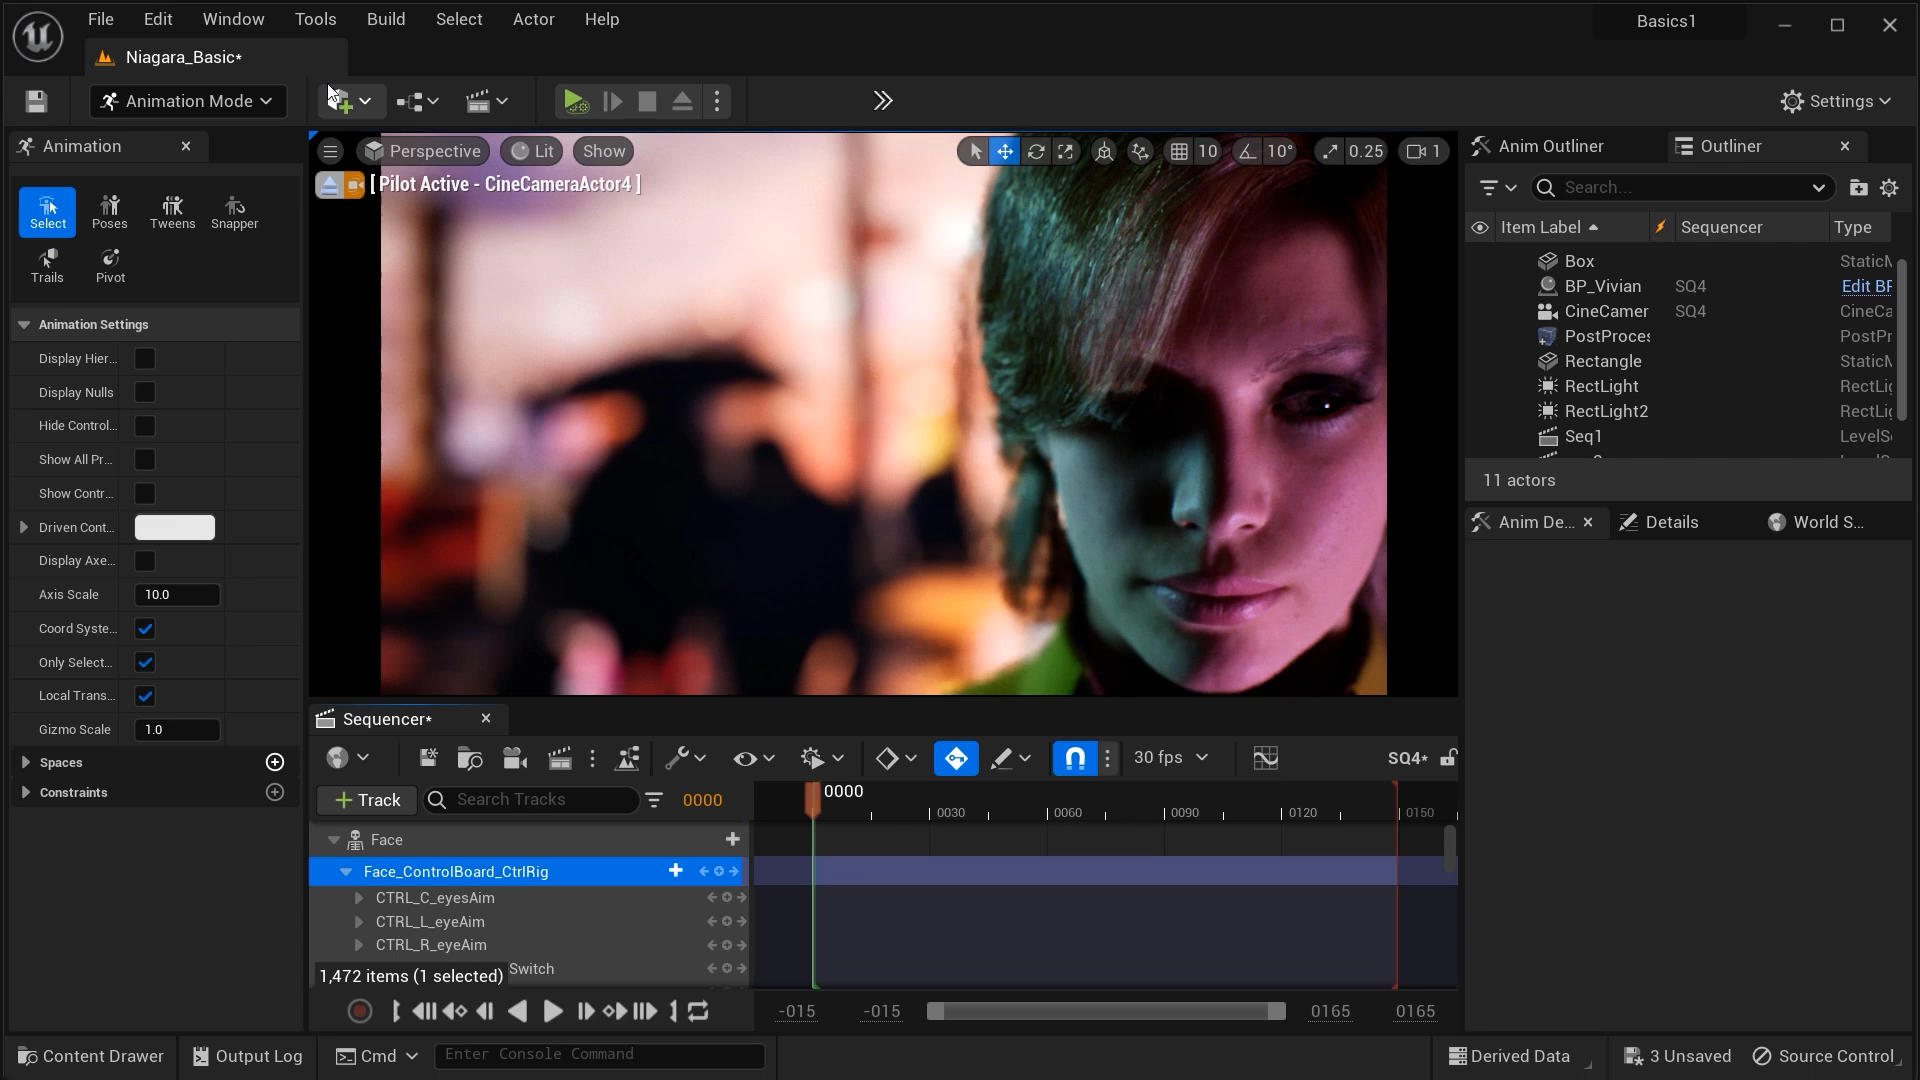 File Edit Window Tools Build Select Actor Help
Basics1
Niagara_Basic*
Animation Mode
Settings
Animation
Select Poses Tweens Snapper
Trails Pivot
Animation Settings
Display Hier...
Display Nulls
Hide Control...
Show All Pr...
Show Contr...
Driven Cont...
Display Axe...
Axis Scale 10.0
Coord Syste...
Only Select...
Local Trans...
Gizmo Scale 1.0
Spaces
Constraints
Perspective Lit Show 10 10° 0.25 1
[ Pilot Active - CineCameraActor4 ]
Sequencer*
30 fps SQ4*
Track Search Tracks 0000
0000
0030 0060 0090 0120 0150
Face
Face_ControlBoard_CtrlRig
CTRL_C_eyesAim
CTRL_L_eyeAim
CTRL_R_eyeAim
Switch
1,472 items (1 selected)
-015 -015 0165 0165
Anim Outliner Outliner
Search...
Item Label Sequencer Type
Box StaticM
BP_Vivian SQ4 Edit BP
CineCamer SQ4 CineCa
PostProces PostPr
Rectangle StaticM
RectLight RectLig
RectLight2 RectLig
Seq1 LevelSe
11 actors
Anim De... Details World S...
Content Drawer Output Log Cmd Enter Console Command Derived Data 3 Unsaved Source Control